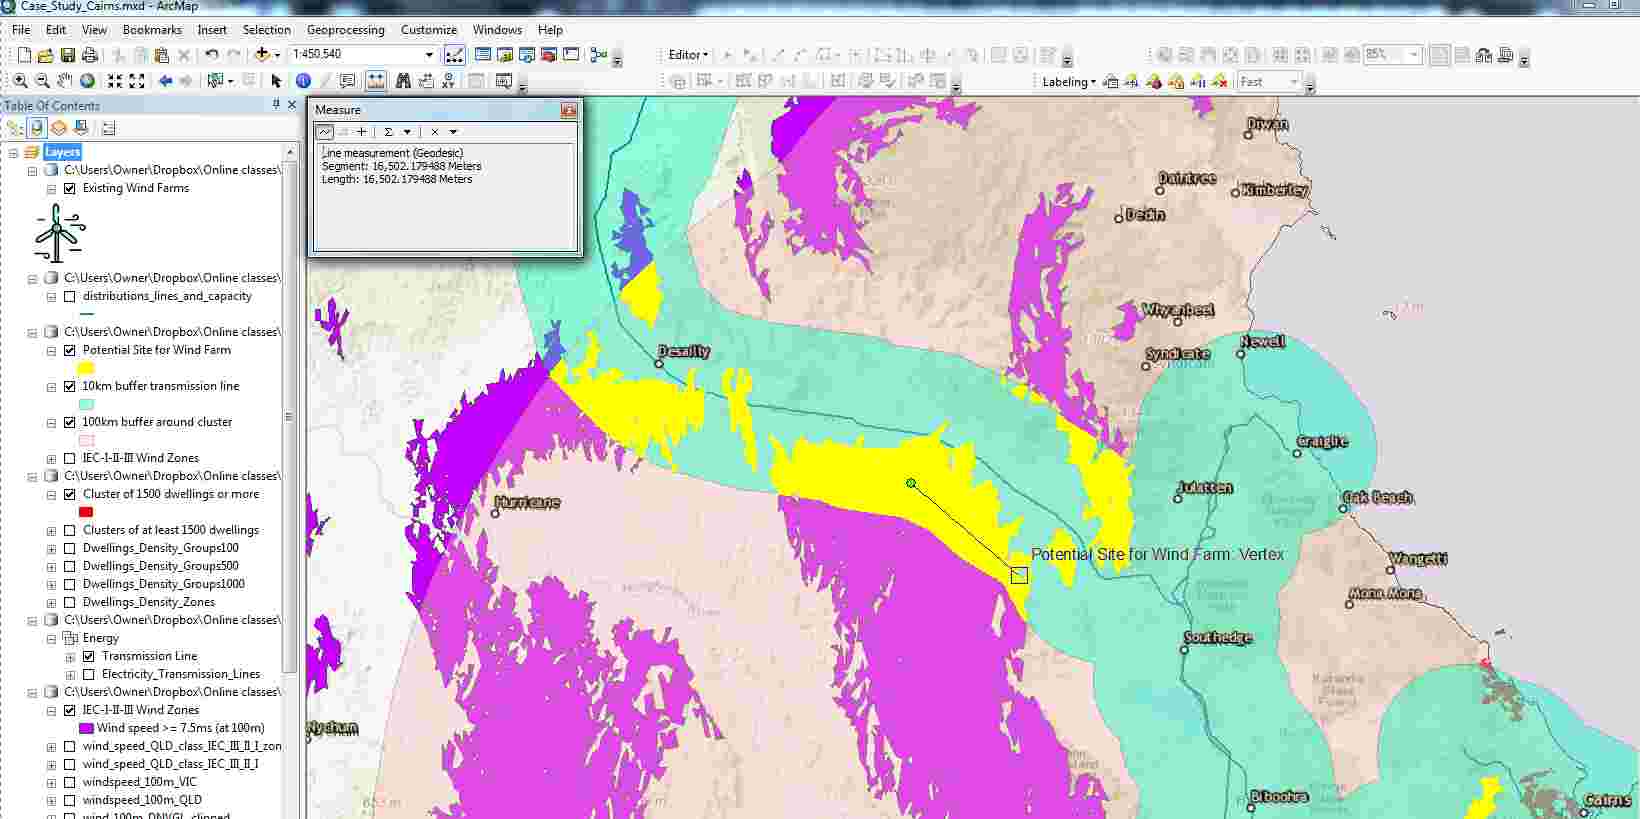 Case_Study_Cairns.mxd - ArcMap
File Edit View Bookmarks Insert Selection Geoprocessing Customize Windows Help
1:450,540
Editor
85%
Labeling
Fast
Table Of Contents
Layers
C:\Users\Owner\Dropbox\Online classes\
Existing Wind Farms
C:\Users\Owner\Dropbox\Online classes\
distributions_lines_and_capacity
C:\Users\Owner\Dropbox\Online classes\
Potential Site for Wind Farm
10km buffer transmission line
100km buffer around cluster
IEC-I-II-III Wind Zones
C:\Users\Owner\Dropbox\Online classes\
Cluster of 1500 dwellings or more
Clusters of at least 1500 dwellings
Dwellings_Density_Groups100
Dwellings_Density_Groups500
Dwellings_Density_Groups1000
Dwellings_Density_Zones
C:\Users\Owner\Dropbox\Online classes\
Energy
Transmission Line
Electricity_Transmission_Lines
C:\Users\Owner\Dropbox\Online classes\
IEC-I-II-III Wind Zones
Wind speed >= 7.5ms (at 100m)
wind_speed_QLD_class_IEC_III_II_I_zon
wind_speed_QLD_class_IEC_III_II_I
windspeed_100m_VIC
windspeed_100m_QLD
wind_100m_DNVGL_clipped
Measure
Line measurement (Geodesic)
Segment: 16,502.179488 Meters
Length: 16,502.179488 Meters
Diwan
Daintree
Kimberley
Dedin
Whyanbeel
Newell
Syndicate
Desailly
Craiglie
Hurricane
Julatten
Oak Beach
Potential Site for Wind Farm: Vertex
Wangetti
Mona Mona
Southedge
Kuranda
State
Forest
Nychum
Biboohra
Cairns
653 m